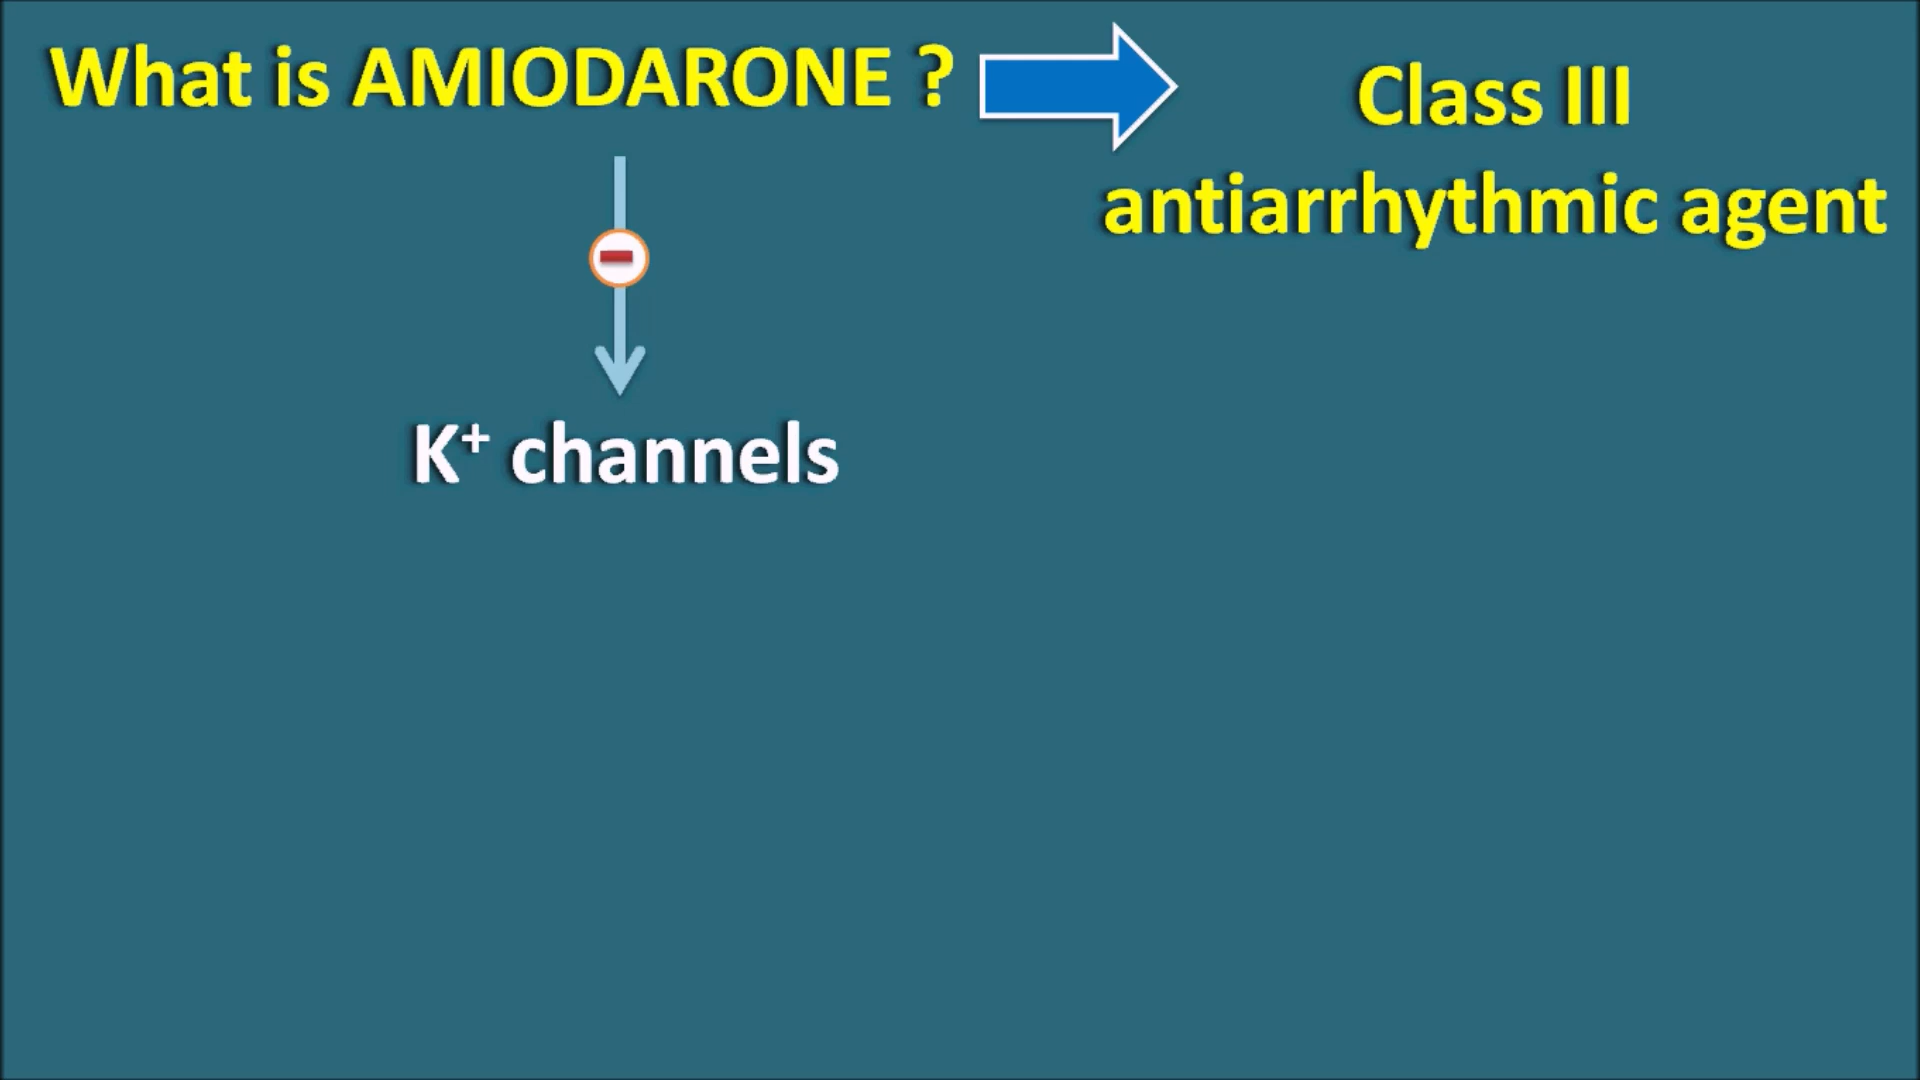 What is AMIODARONE ?
Class III
antiarrhythmic agent
K⁺ channels